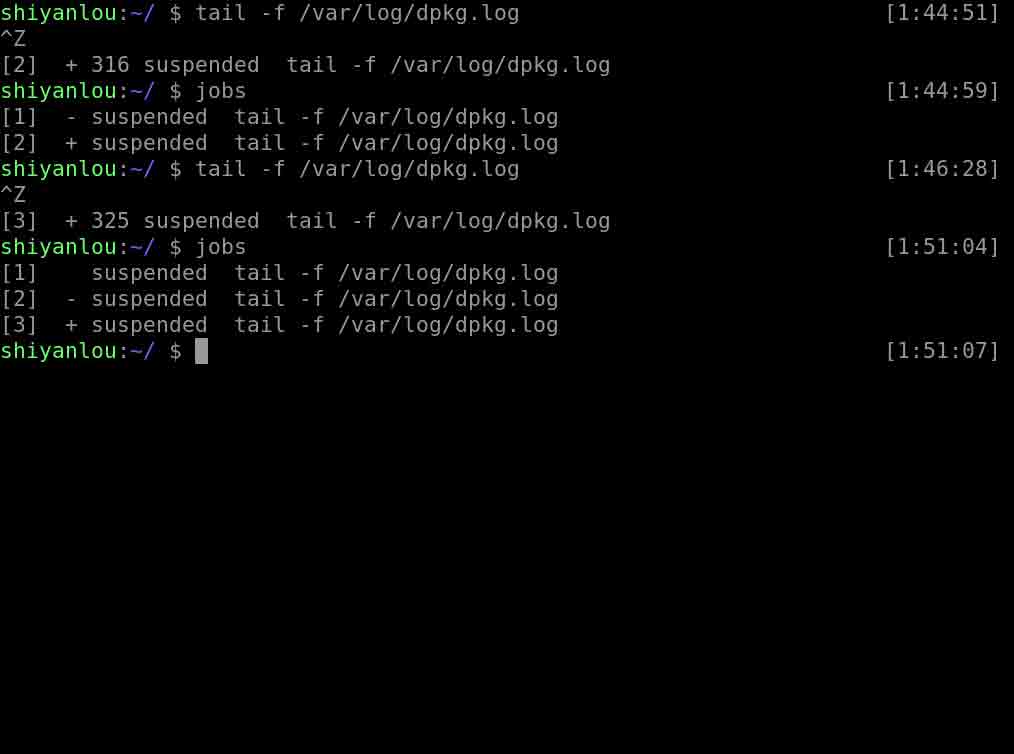 shiyanlou:~/ $ tail -f /var/log/dpkg.log [1:44:51]
^Z
[2]  + 316 suspended  tail -f /var/log/dpkg.log
shiyanlou:~/ $ jobs [1:44:59]
[1]  - suspended  tail -f /var/log/dpkg.log
[2]  + suspended  tail -f /var/log/dpkg.log
shiyanlou:~/ $ tail -f /var/log/dpkg.log [1:46:28]
^Z
[3]  + 325 suspended  tail -f /var/log/dpkg.log
shiyanlou:~/ $ jobs [1:51:04]
[1]    suspended  tail -f /var/log/dpkg.log
[2]  - suspended  tail -f /var/log/dpkg.log
[3]  + suspended  tail -f /var/log/dpkg.log
shiyanlou:~/ $ [1:51:07]